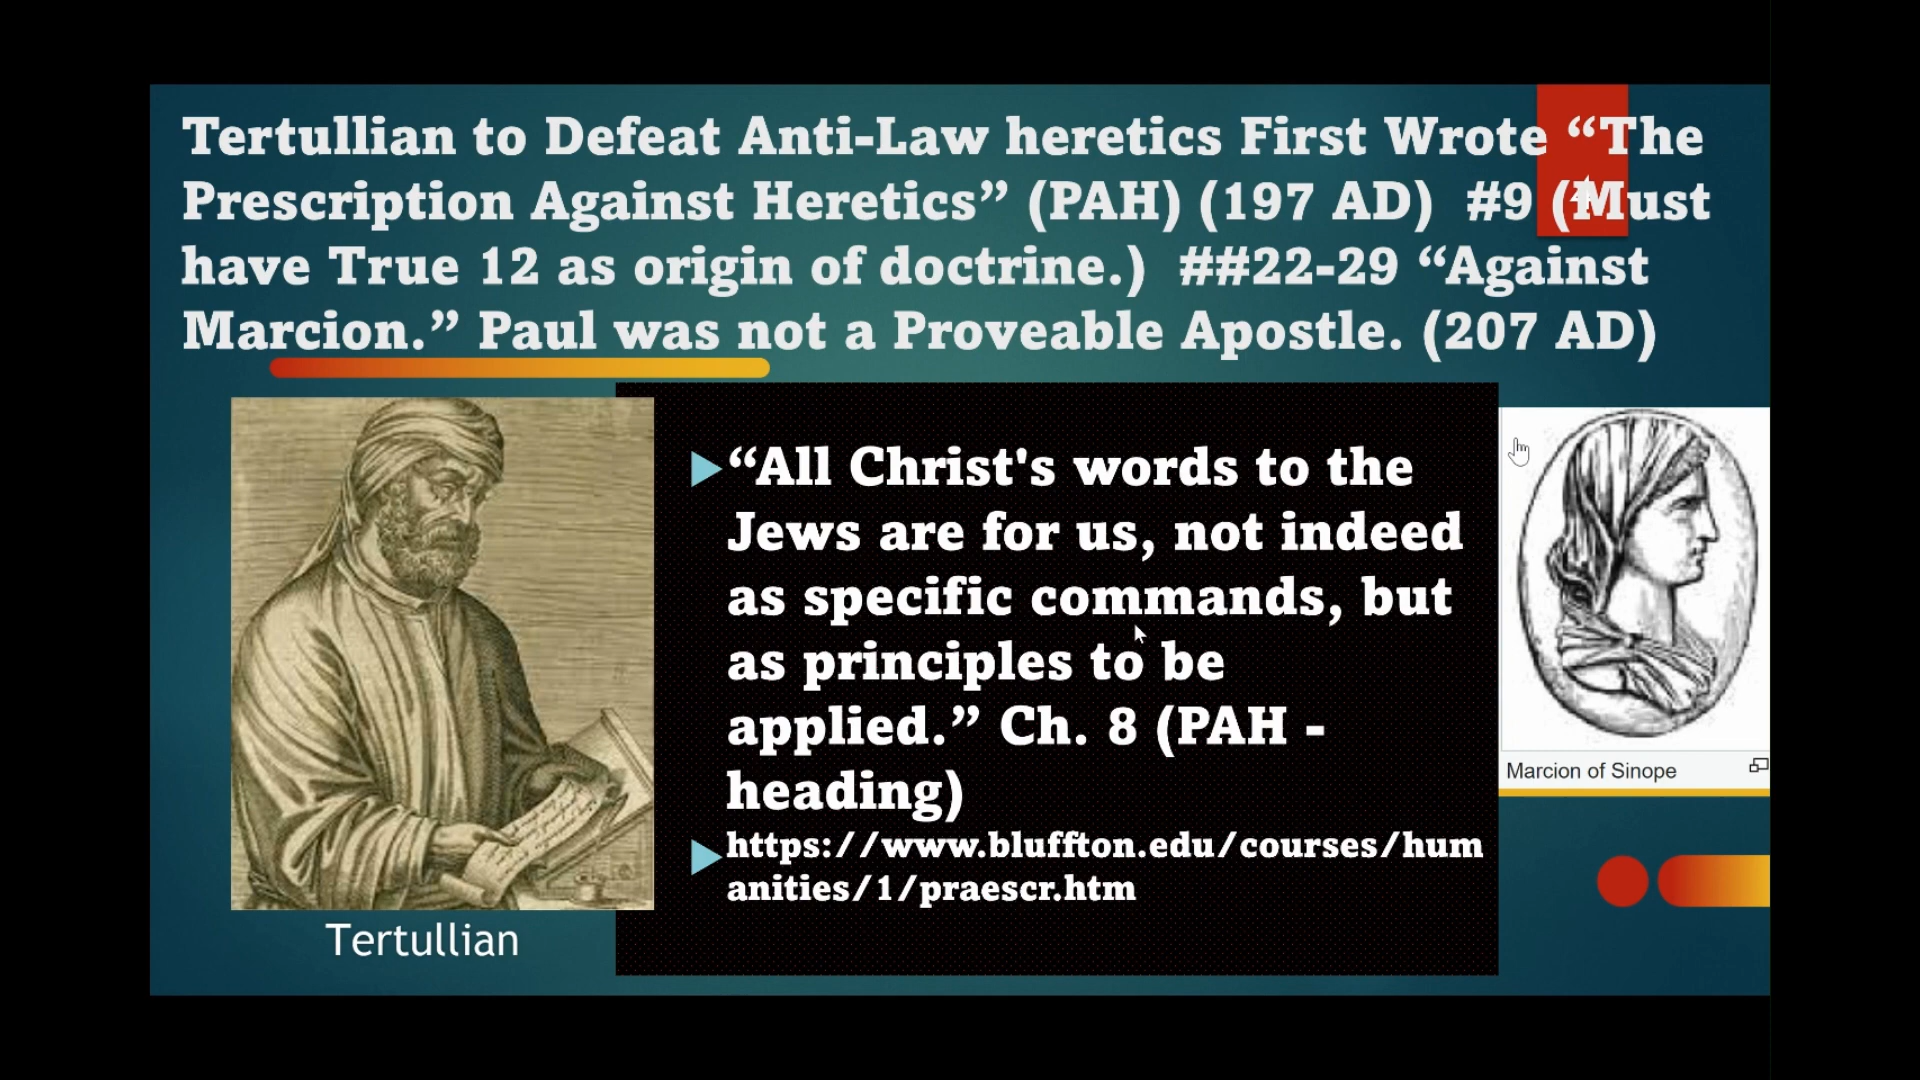 Tertullian to Defeat Anti-Law heretics First Wrote “The
Prescription Against Heretics” (PAH) (197 AD)  #9 (Must
have True 12 as origin of doctrine.)  ##22-29 “Against
Marcion.” Paul was not a Proveable Apostle. (207 AD)
“All Christ's words to the
Jews are for us, not indeed
as specific commands, but
as principles to be
applied.” Ch. 8 (PAH -
heading)
https://www.bluffton.edu/courses/hum
anities/1/praescr.htm
Tertullian
Marcion of Sinope